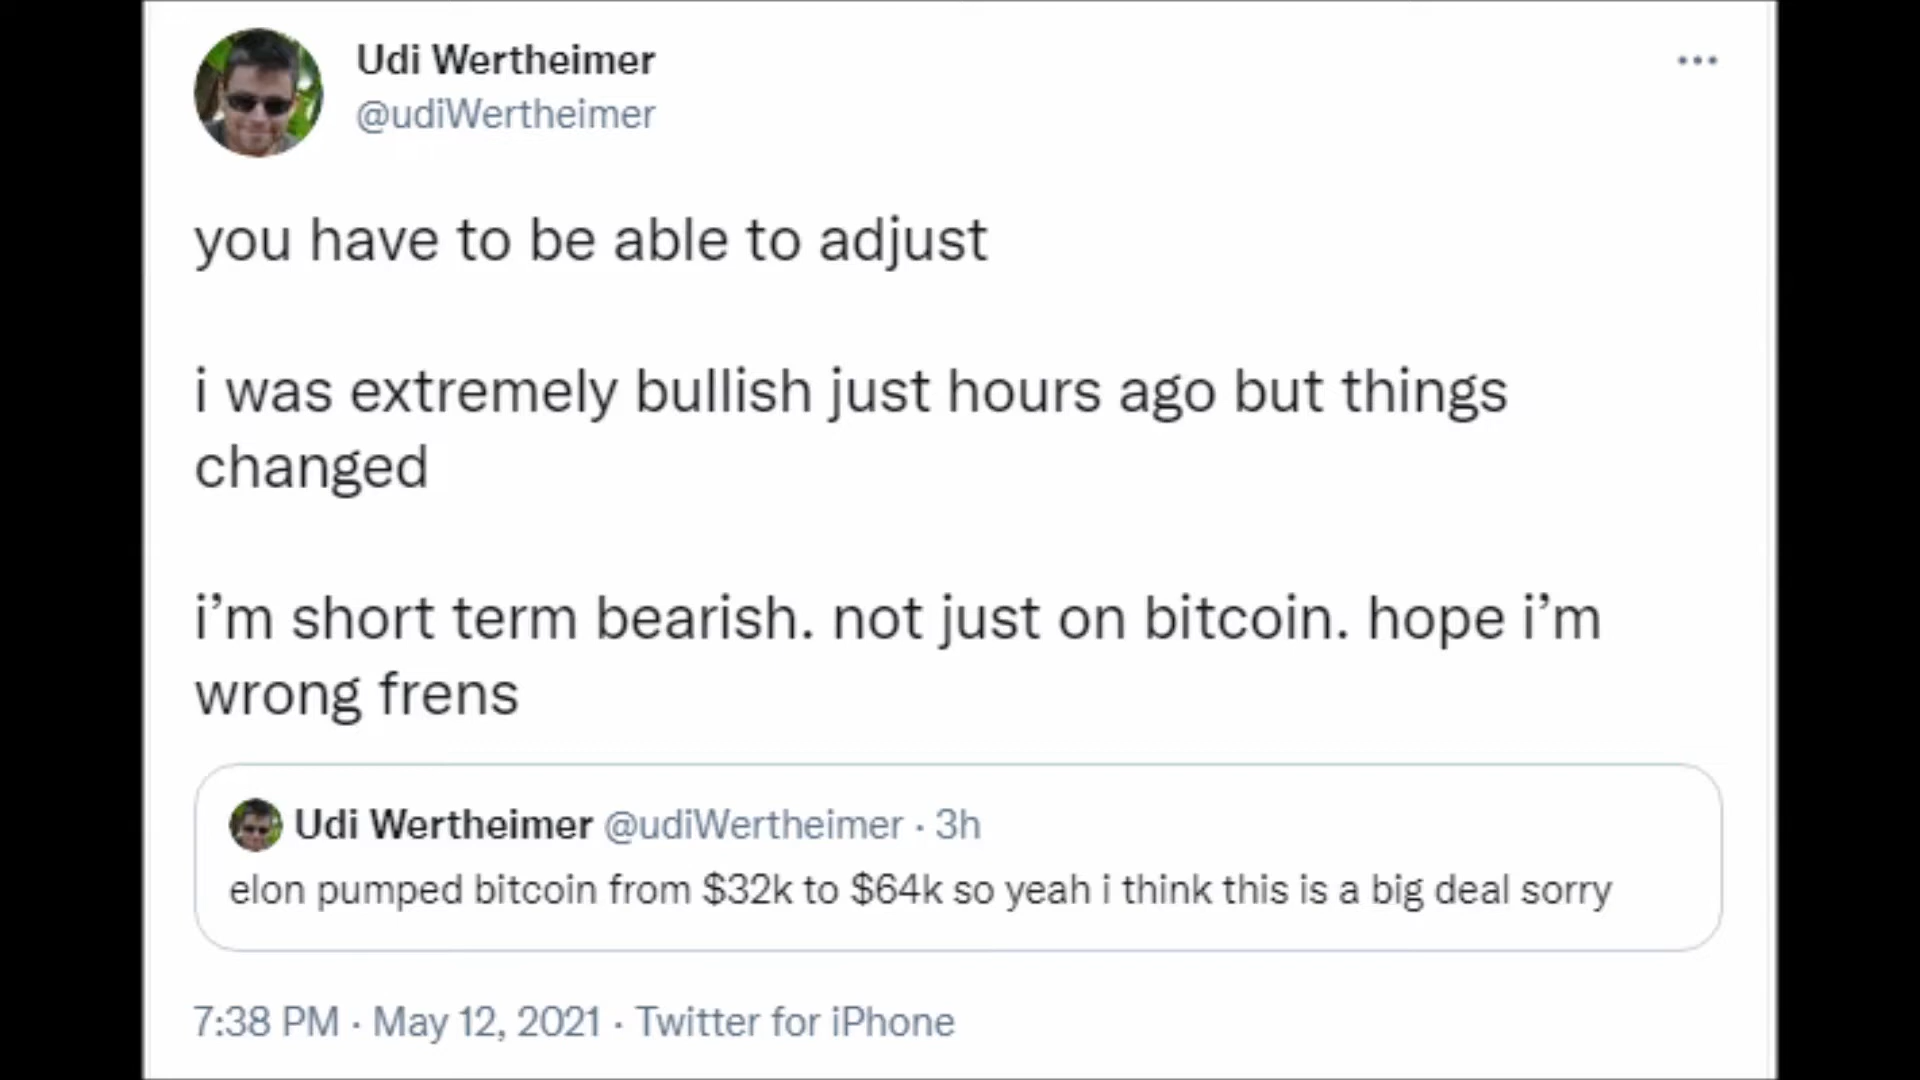 Udi Wertheimer
@udiWertheimer
you have to be able to adjust
i was extremely bullish just hours ago but things
changed
i’m short term bearish. not just on bitcoin. hope i’m
wrong frens
Udi Wertheimer @udiWertheimer · 3h
elon pumped bitcoin from $32k to $64k so yeah i think this is a big deal sorry
7:38 PM · May 12, 2021 · Twitter for iPhone